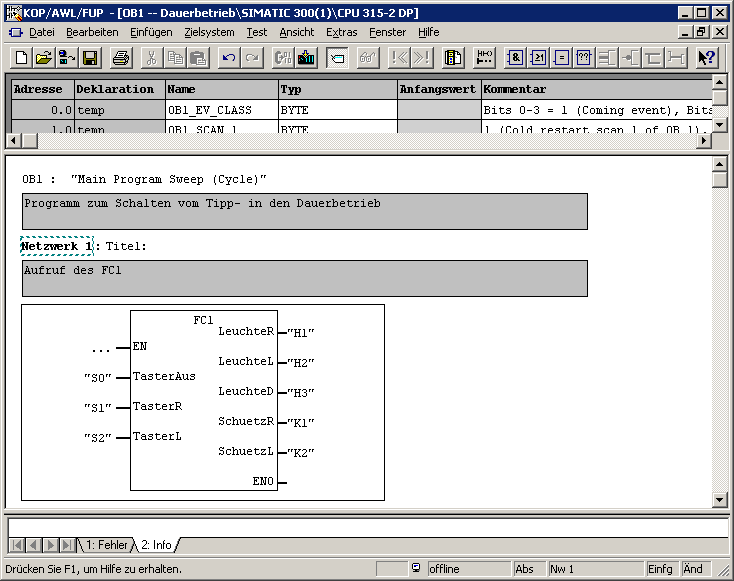 KOP/AWL/FUP - [OB1 -- Dauerbetrieb\SIMATIC 300(1)\CPU 315-2 DP]
Datei Bearbeiten Einfügen Zielsystem Test Ansicht Extras Fenster Hilfe
Adresse Deklaration Name Typ Anfangswert Kommentar
0.0 temp OB1_EV_CLASS BYTE Bits 0-3 = 1 (Coming event), Bits
1.0 temp OB1_SCAN_1 BYTE 1 (Cold restart scan 1 of OB 1),
OB1 : "Main Program Sweep (Cycle)"
Programm zum Schalten vom Tipp- in den Dauerbetrieb
Netzwerk 1: Titel:
Aufruf des FC1
FC1
LeuchteR "H1"
... EN
LeuchteL "H2"
"S0" TasterAus
LeuchteD "H3"
"S1" TasterR
SchuetzR "K1"
"S2" TasterL
SchuetzL "K2"
ENO
1: Fehler 2: Info
Drücken Sie F1, um Hilfe zu erhalten. offline Abs Nw 1 Einfg Änd